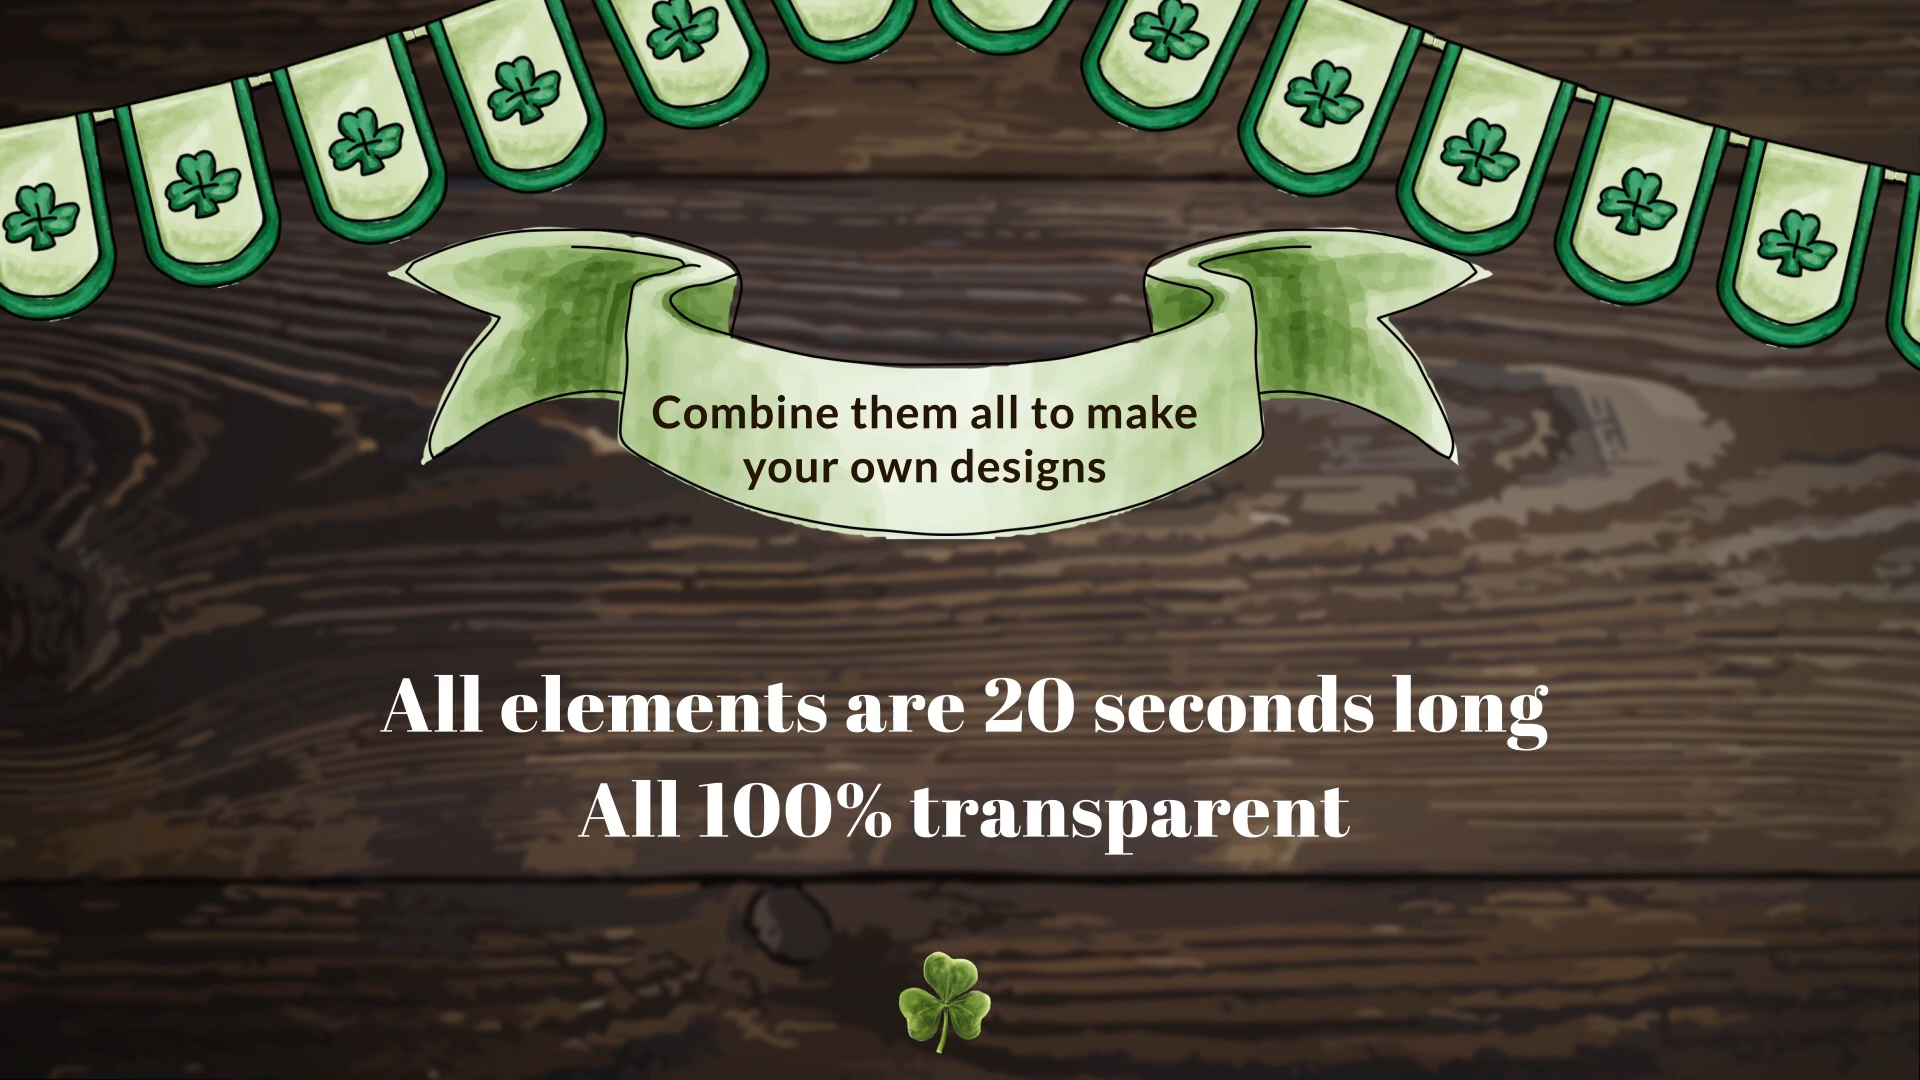 Combine them all to make
your own designs
All elements are 20 seconds long
All 100% transparent